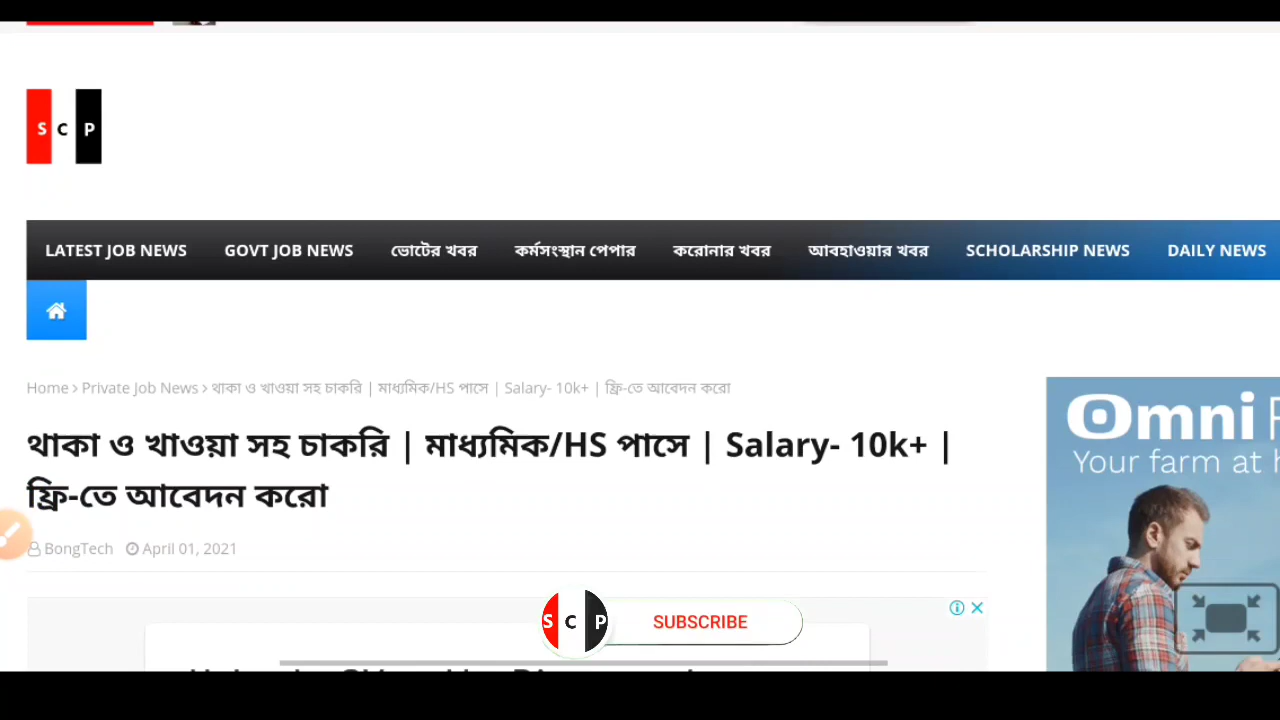 S C P
LATEST JOB NEWS GOVT JOB NEWS ভোটের খবর কর্মসংস্থান পেপার করোনার খবর আবহাওয়ার খবর SCHOLARSHIP NEWS DAILY NEWS
Home > Private Job News > থাকা ও খাওয়া সহ চাকরি | মাধ্যমিক/HS পাসে | Salary- 10k+ | ফ্রি-তে আবেদন করো
থাকা ও খাওয়া সহ চাকরি | মাধ্যমিক/HS পাসে | Salary- 10k+ |
ফ্রি-তে আবেদন করো
BongTech April 01, 2021
Omni
Your farm at
S C P SUBSCRIBE